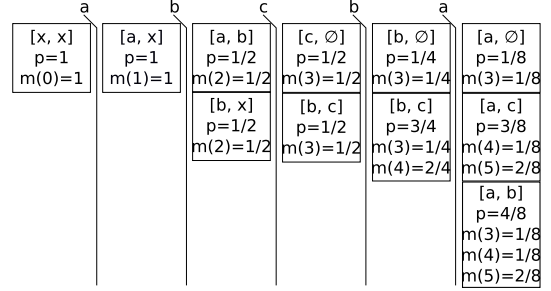 a b c b a
[x, x]
p=1
m(0)=1
[a, x]
p=1
m(1)=1
[a, b]
p=1/2
m(2)=1/2
[b, x]
p=1/2
m(2)=1/2
[c, ∅]
p=1/2
m(3)=1/2
[b, c]
p=1/2
m(3)=1/2
[b, ∅]
p=1/4
m(3)=1/4
[b, c]
p=3/4
m(3)=1/4
m(4)=2/4
[a, ∅]
p=1/8
m(3)=1/8
[a, c]
p=3/8
m(4)=1/8
m(5)=2/8
[a, b]
p=4/8
m(3)=1/8
m(4)=1/8
m(5)=2/8